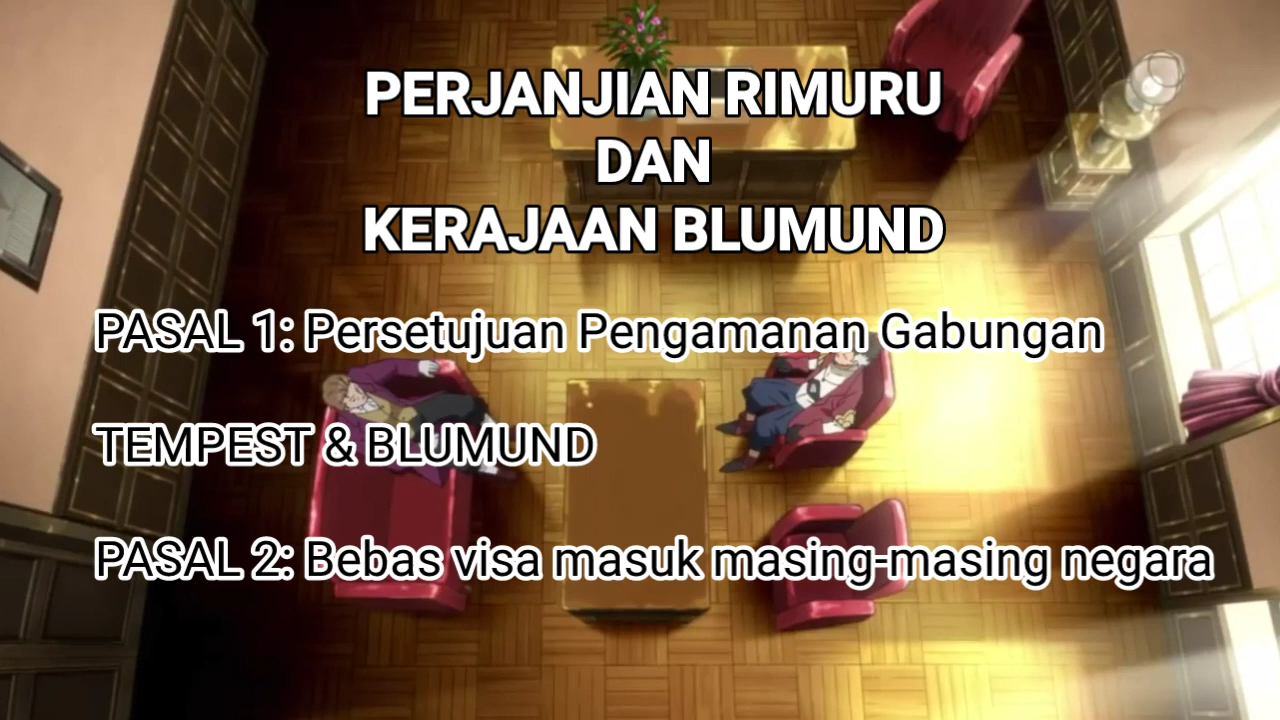 PERJANJIAN RIMURU
DAN
KERAJAAN BLUMUND
PASAL 1: Persetujuan Pengamanan Gabungan
TEMPEST & BLUMUND
PASAL 2: Bebas visa masuk masing-masing negara